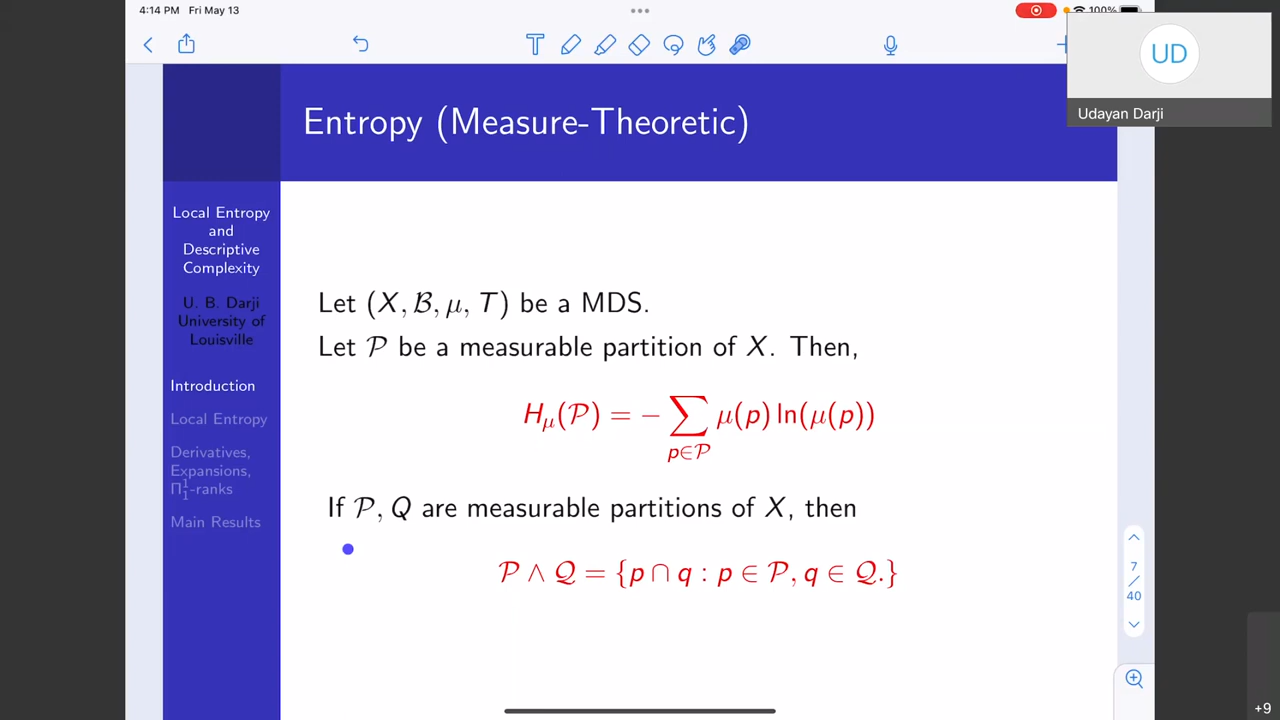 4:14 PM Fri May 13
100%
UD
Udayan Darji
Entropy (Measure-Theoretic)
Local Entropy
and
Descriptive
Complexity
U. B. Darji
University of
Louisville
Introduction
Local Entropy
Derivatives,
Expansions,
Π¹₁-ranks
Main Results
Let (X, ℬ, μ, T) be a MDS.
Let 𝒫 be a measurable partition of X. Then,
H_μ(𝒫) = − ∑_{p∈𝒫} μ(p) ln(μ(p))
If 𝒫, Q are measurable partitions of X, then
𝒫 ∧ 𝒬 = {p ∩ q : p ∈ 𝒫, q ∈ 𝒬.}
7
/
40
+9